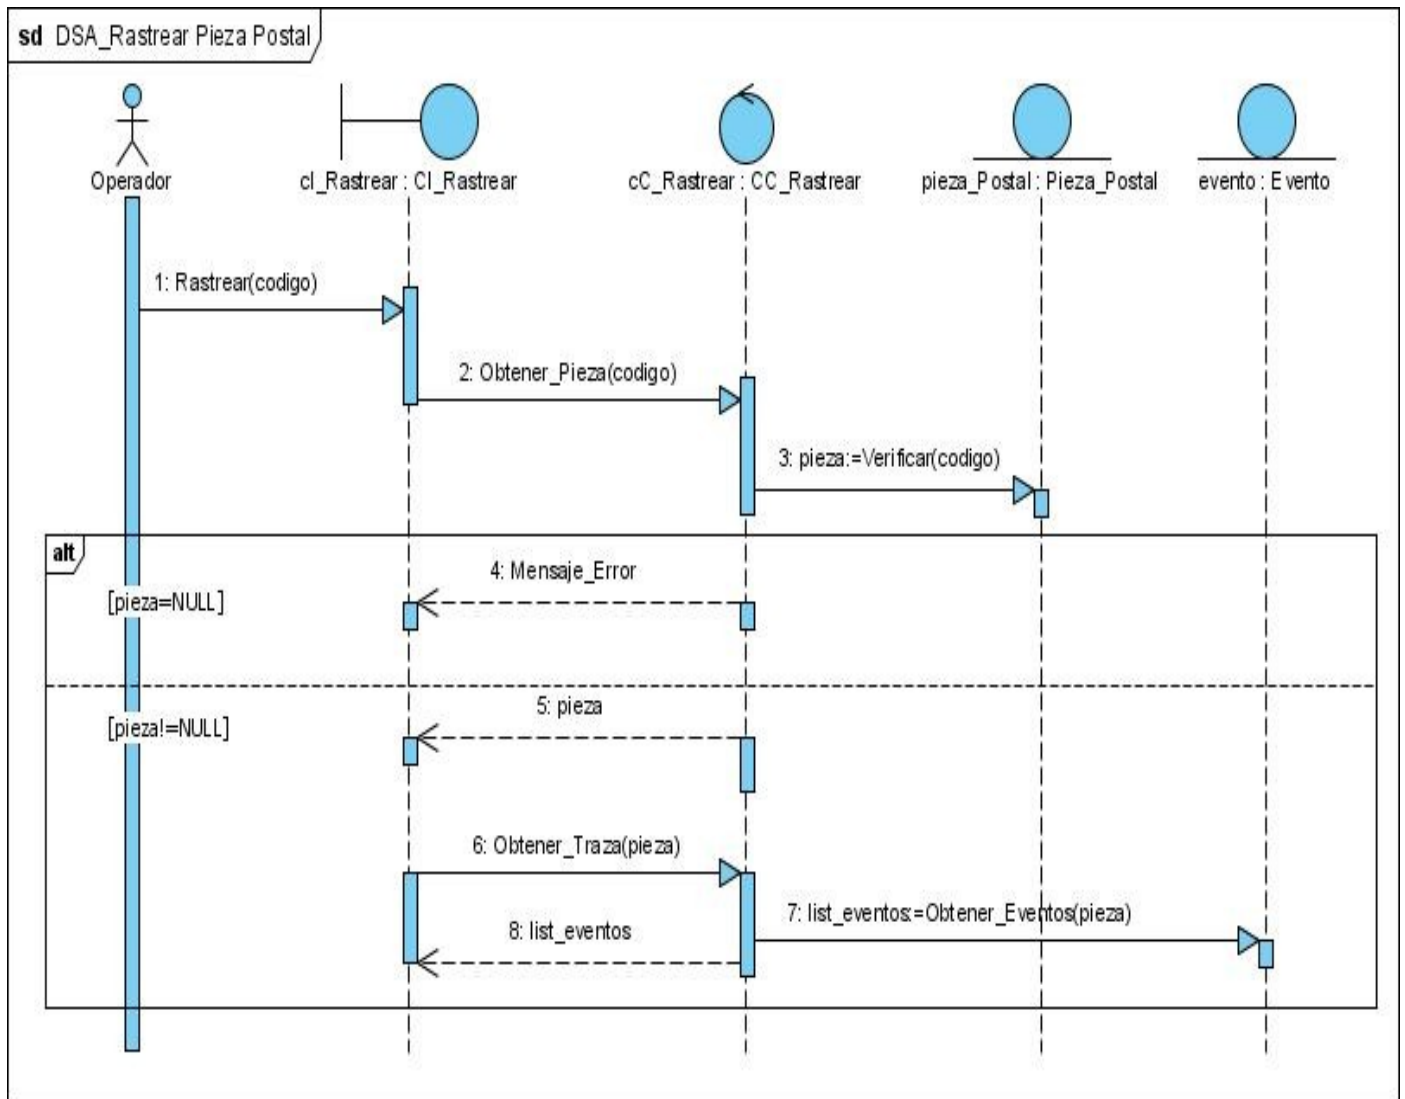 sd DSA_Rastrear Pieza Postal
Operador
cI_Rastrear : CI_Rastrear
cC_Rastrear : CC_Rastrear
pieza_Postal : Pieza_Postal
evento : Evento
1: Rastrear(codigo)
2: Obtener_Pieza(codigo)
3: pieza:=Verificar(codigo)
alt
4: Mensaje_Error
[pieza=NULL]
5: pieza
[pieza!=NULL]
6: Obtener_Traza(pieza)
7: list_eventos:=Obtener_Eventos(pieza)
8: list_eventos